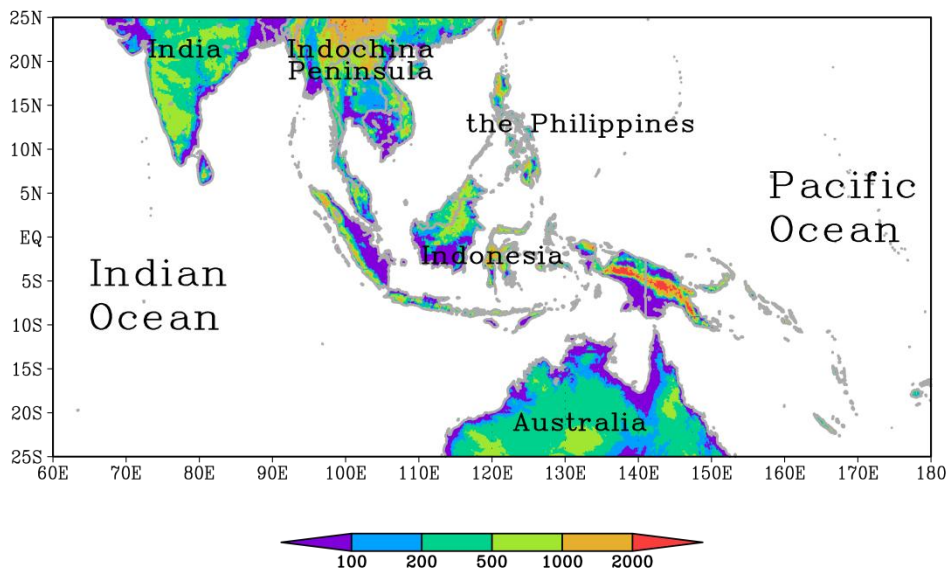 25N
20N
15N
10N
5N
EQ
5S
10S
15S
20S
25S
India
Indochina
Peninsula
the Philippines
Pacific
Ocean
Indonesia
Indian
Ocean
Australia
60E 70E 80E 90E 100E 110E 120E 130E 140E 150E 160E 170E 180
100 200 500 1000 2000